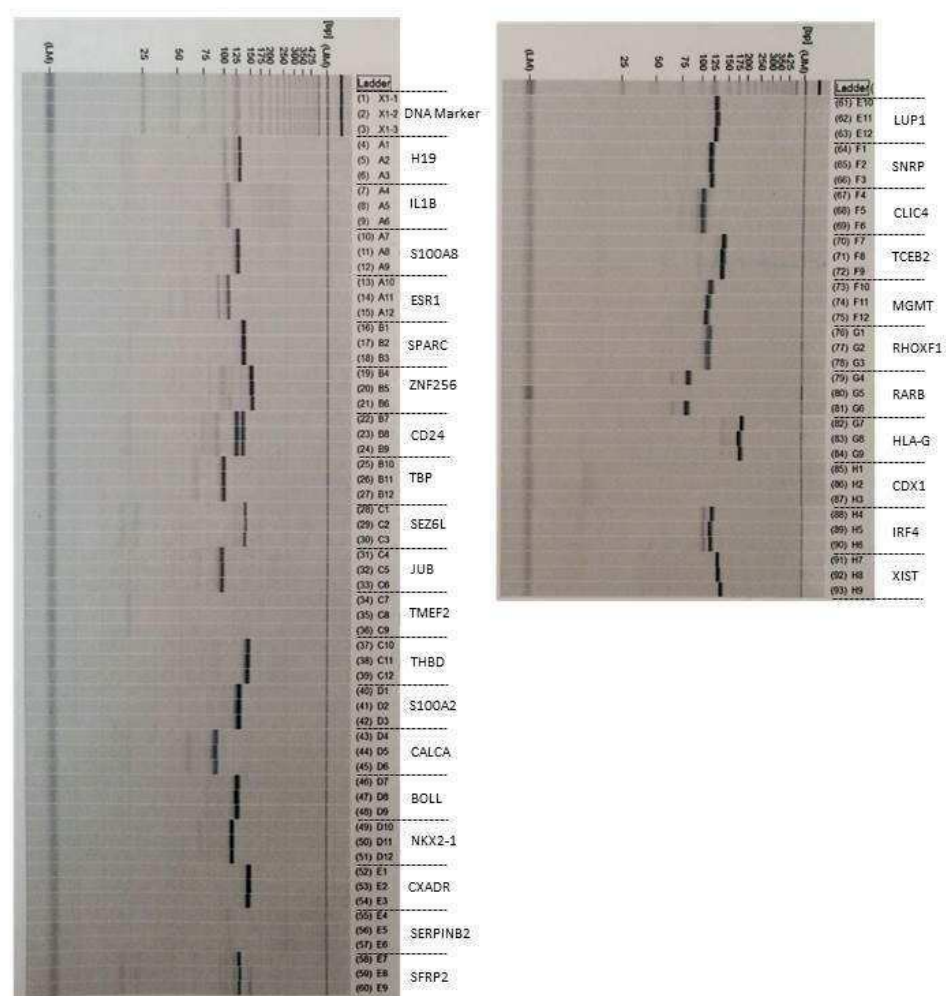 (LM)
25
50
75
100
125
150
175
200
250
300
350
425
(UM)
[bp]
Ladder
(1) X1-1
(2) X1-2
(3) X1-3
DNA Marker
(4) A1
(5) A2
(6) A3
H19
(7) A4
(8) A5
(9) A6
IL1B
(10) A7
(11) A8
(12) A9
S100A8
(13) A10
(14) A11
(15) A12
ESR1
(16) B1
(17) B2
(18) B3
SPARC
(19) B4
(20) B5
(21) B6
ZNF256
(22) B7
(23) B8
(24) B9
CD24
(25) B10
(26) B11
(27) B12
TBP
(28) C1
(29) C2
(30) C3
SEZ6L
(31) C4
(32) C5
(33) C6
JUB
(34) C7
(35) C8
(36) C9
TMEF2
(37) C10
(38) C11
(39) C12
THBD
(40) D1
(41) D2
(42) D3
S100A2
(43) D4
(44) D5
(45) D6
CALCA
(46) D7
(47) D8
(48) D9
BOLL
(49) D10
(50) D11
(51) D12
NKX2-1
(52) E1
(53) E2
(54) E3
CXADR
(55) E4
(56) E5
(57) E6
SERPINB2
(58) E7
(59) E8
(60) E9
SFRP2
(LM)
25
50
75
100
125
150
175
200
250
300
350
425
(UM)
[bp]
Ladder
(61) E10
(62) E11
(63) E12
LUP1
(64) F1
(65) F2
(66) F3
SNRP
(67) F4
(68) F5
(69) F6
CLIC4
(70) F7
(71) F8
(72) F9
TCEB2
(73) F10
(74) F11
(75) F12
MGMT
(76) G1
(77) G2
(78) G3
RHOXF1
(79) G4
(80) G5
(81) G6
RARB
(82) G7
(83) G8
(84) G9
HLA-G
(85) H1
(86) H2
(87) H3
CDX1
(88) H4
(89) H5
(90) H6
IRF4
(91) H7
(92) H8
(93) H9
XIST